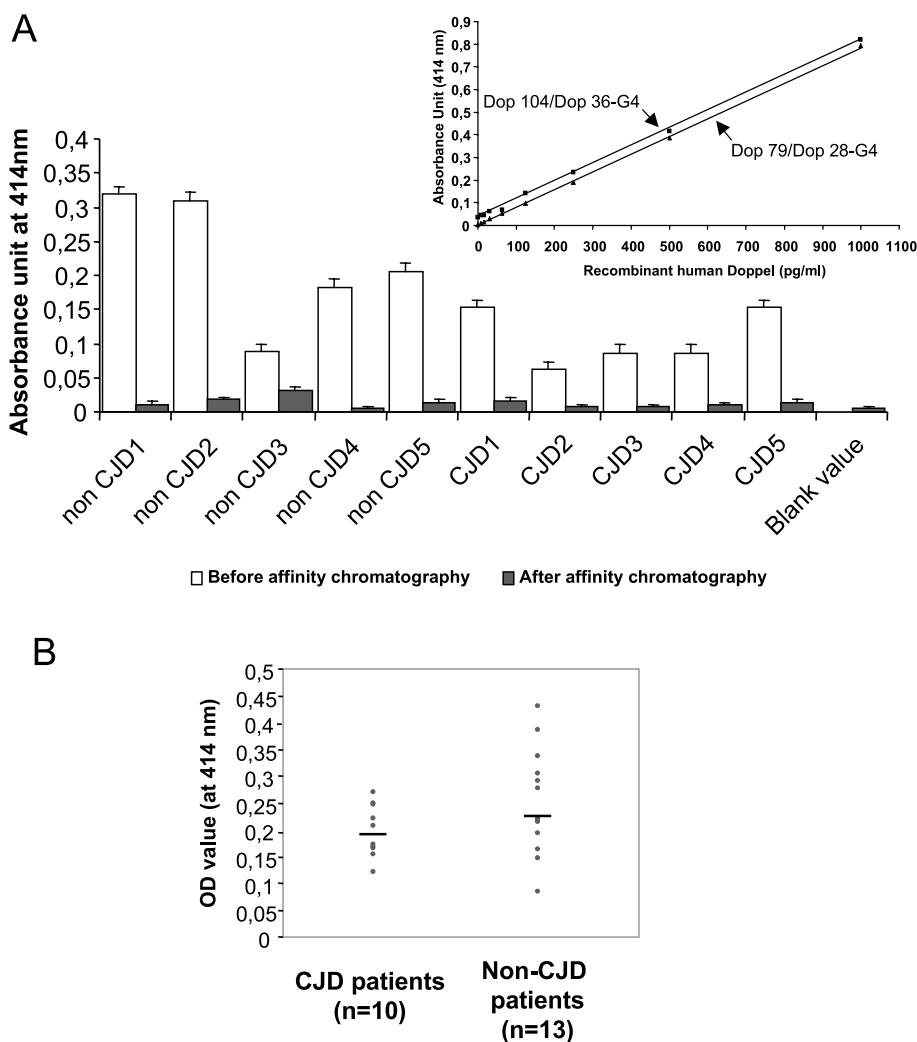 A
Absorbance unit at 414nm
0,4
0,35
0,3
0,25
0,2
0,15
0,1
0,05
0
non CJD1
non CJD2
non CJD3
non CJD4
non CJD5
CJD1
CJD2
CJD3
CJD4
CJD5
Blank value
Absorbance Unit (414 nm)
0,9
0,8
0,7
0,6
0,5
0,4
0,3
0,2
0,1
0
Dop 104/Dop 36-G4
Dop 79/Dop 28-G4
0 100 200 300 400 500 600 700 800 900 1000 1100
Recombinant human Doppel (pg/ml)
Before affinity chromatography
After affinity chromatography
B
OD value (at 414 nm)
0,5
0,45
0,4
0,35
0,3
0,25
0,2
0,15
0,1
0,05
0
CJD patients
(n=10)
Non-CJD
patients
(n=13)